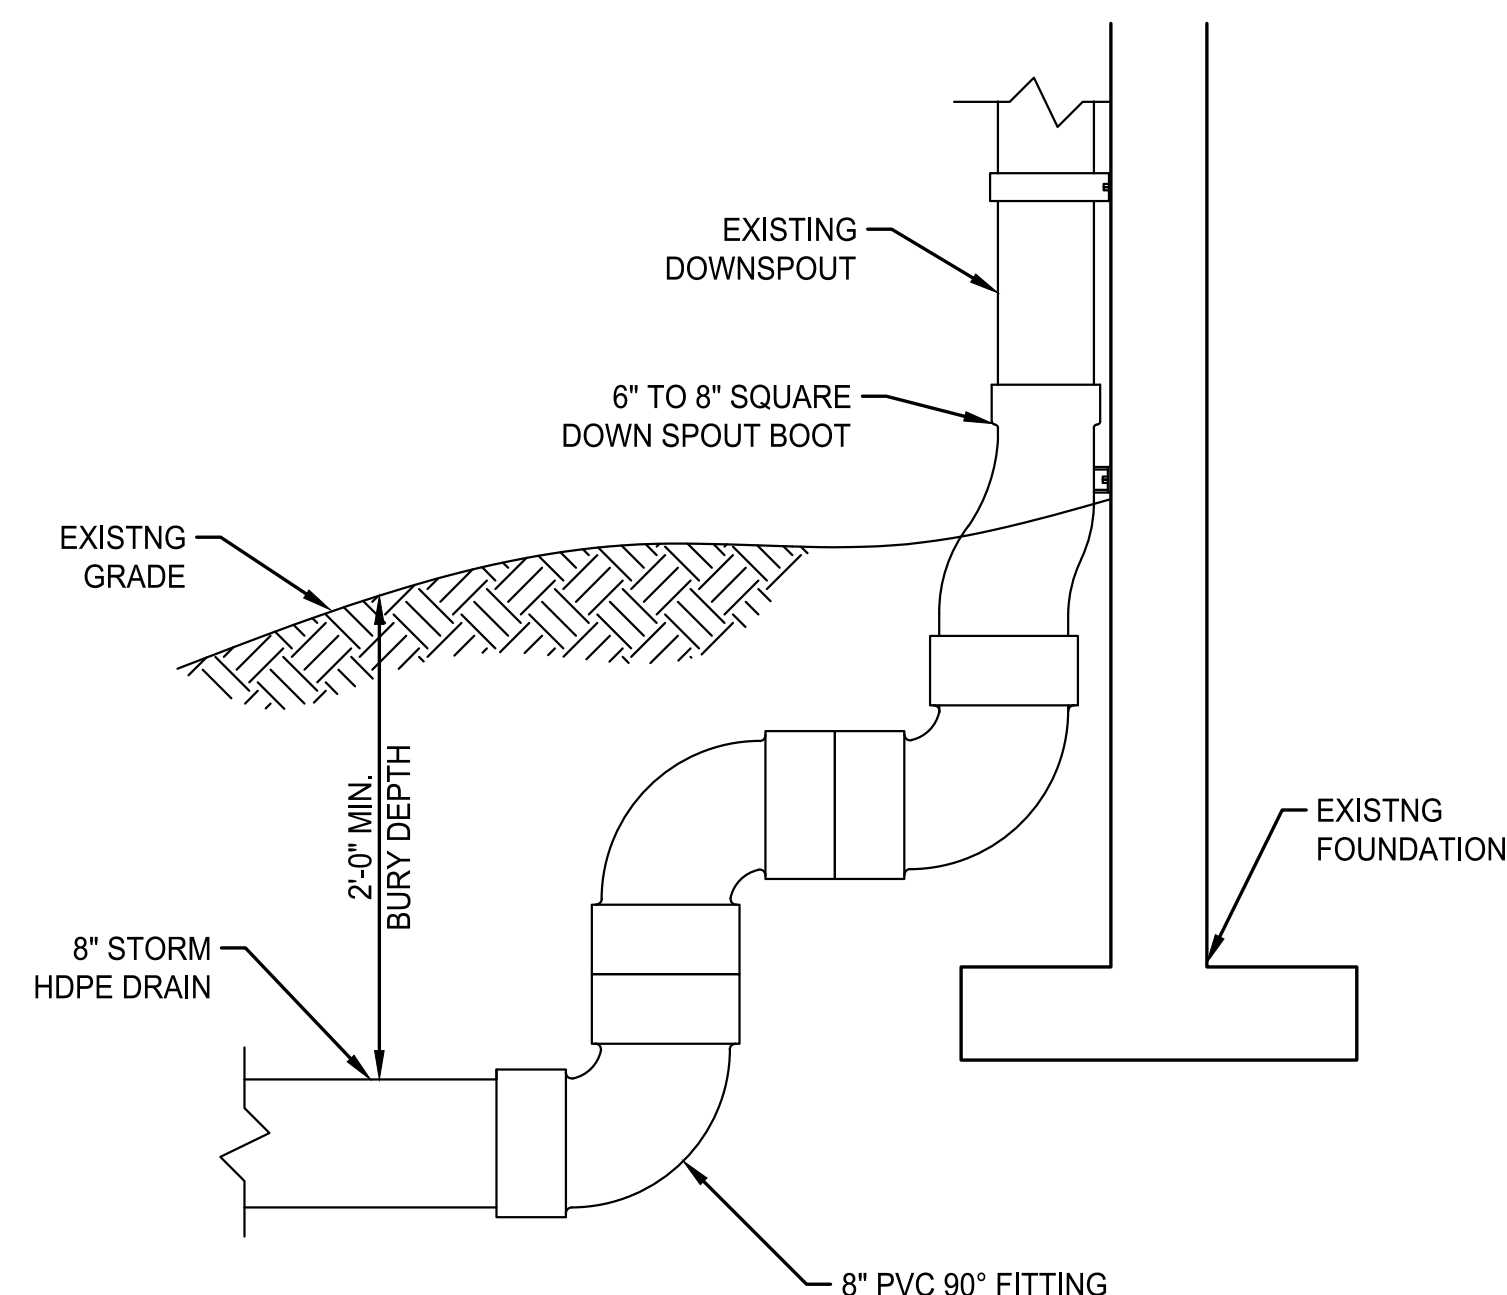 EXISTING
DOWNSPOUT
6" TO 8" SQUARE
DOWN SPOUT BOOT
EXISTNG
GRADE
2'-0" MIN.
BURY DEPTH
EXISTNG
FOUNDATION
8" STORM
HDPE DRAIN
8" PVC 90° FITTING